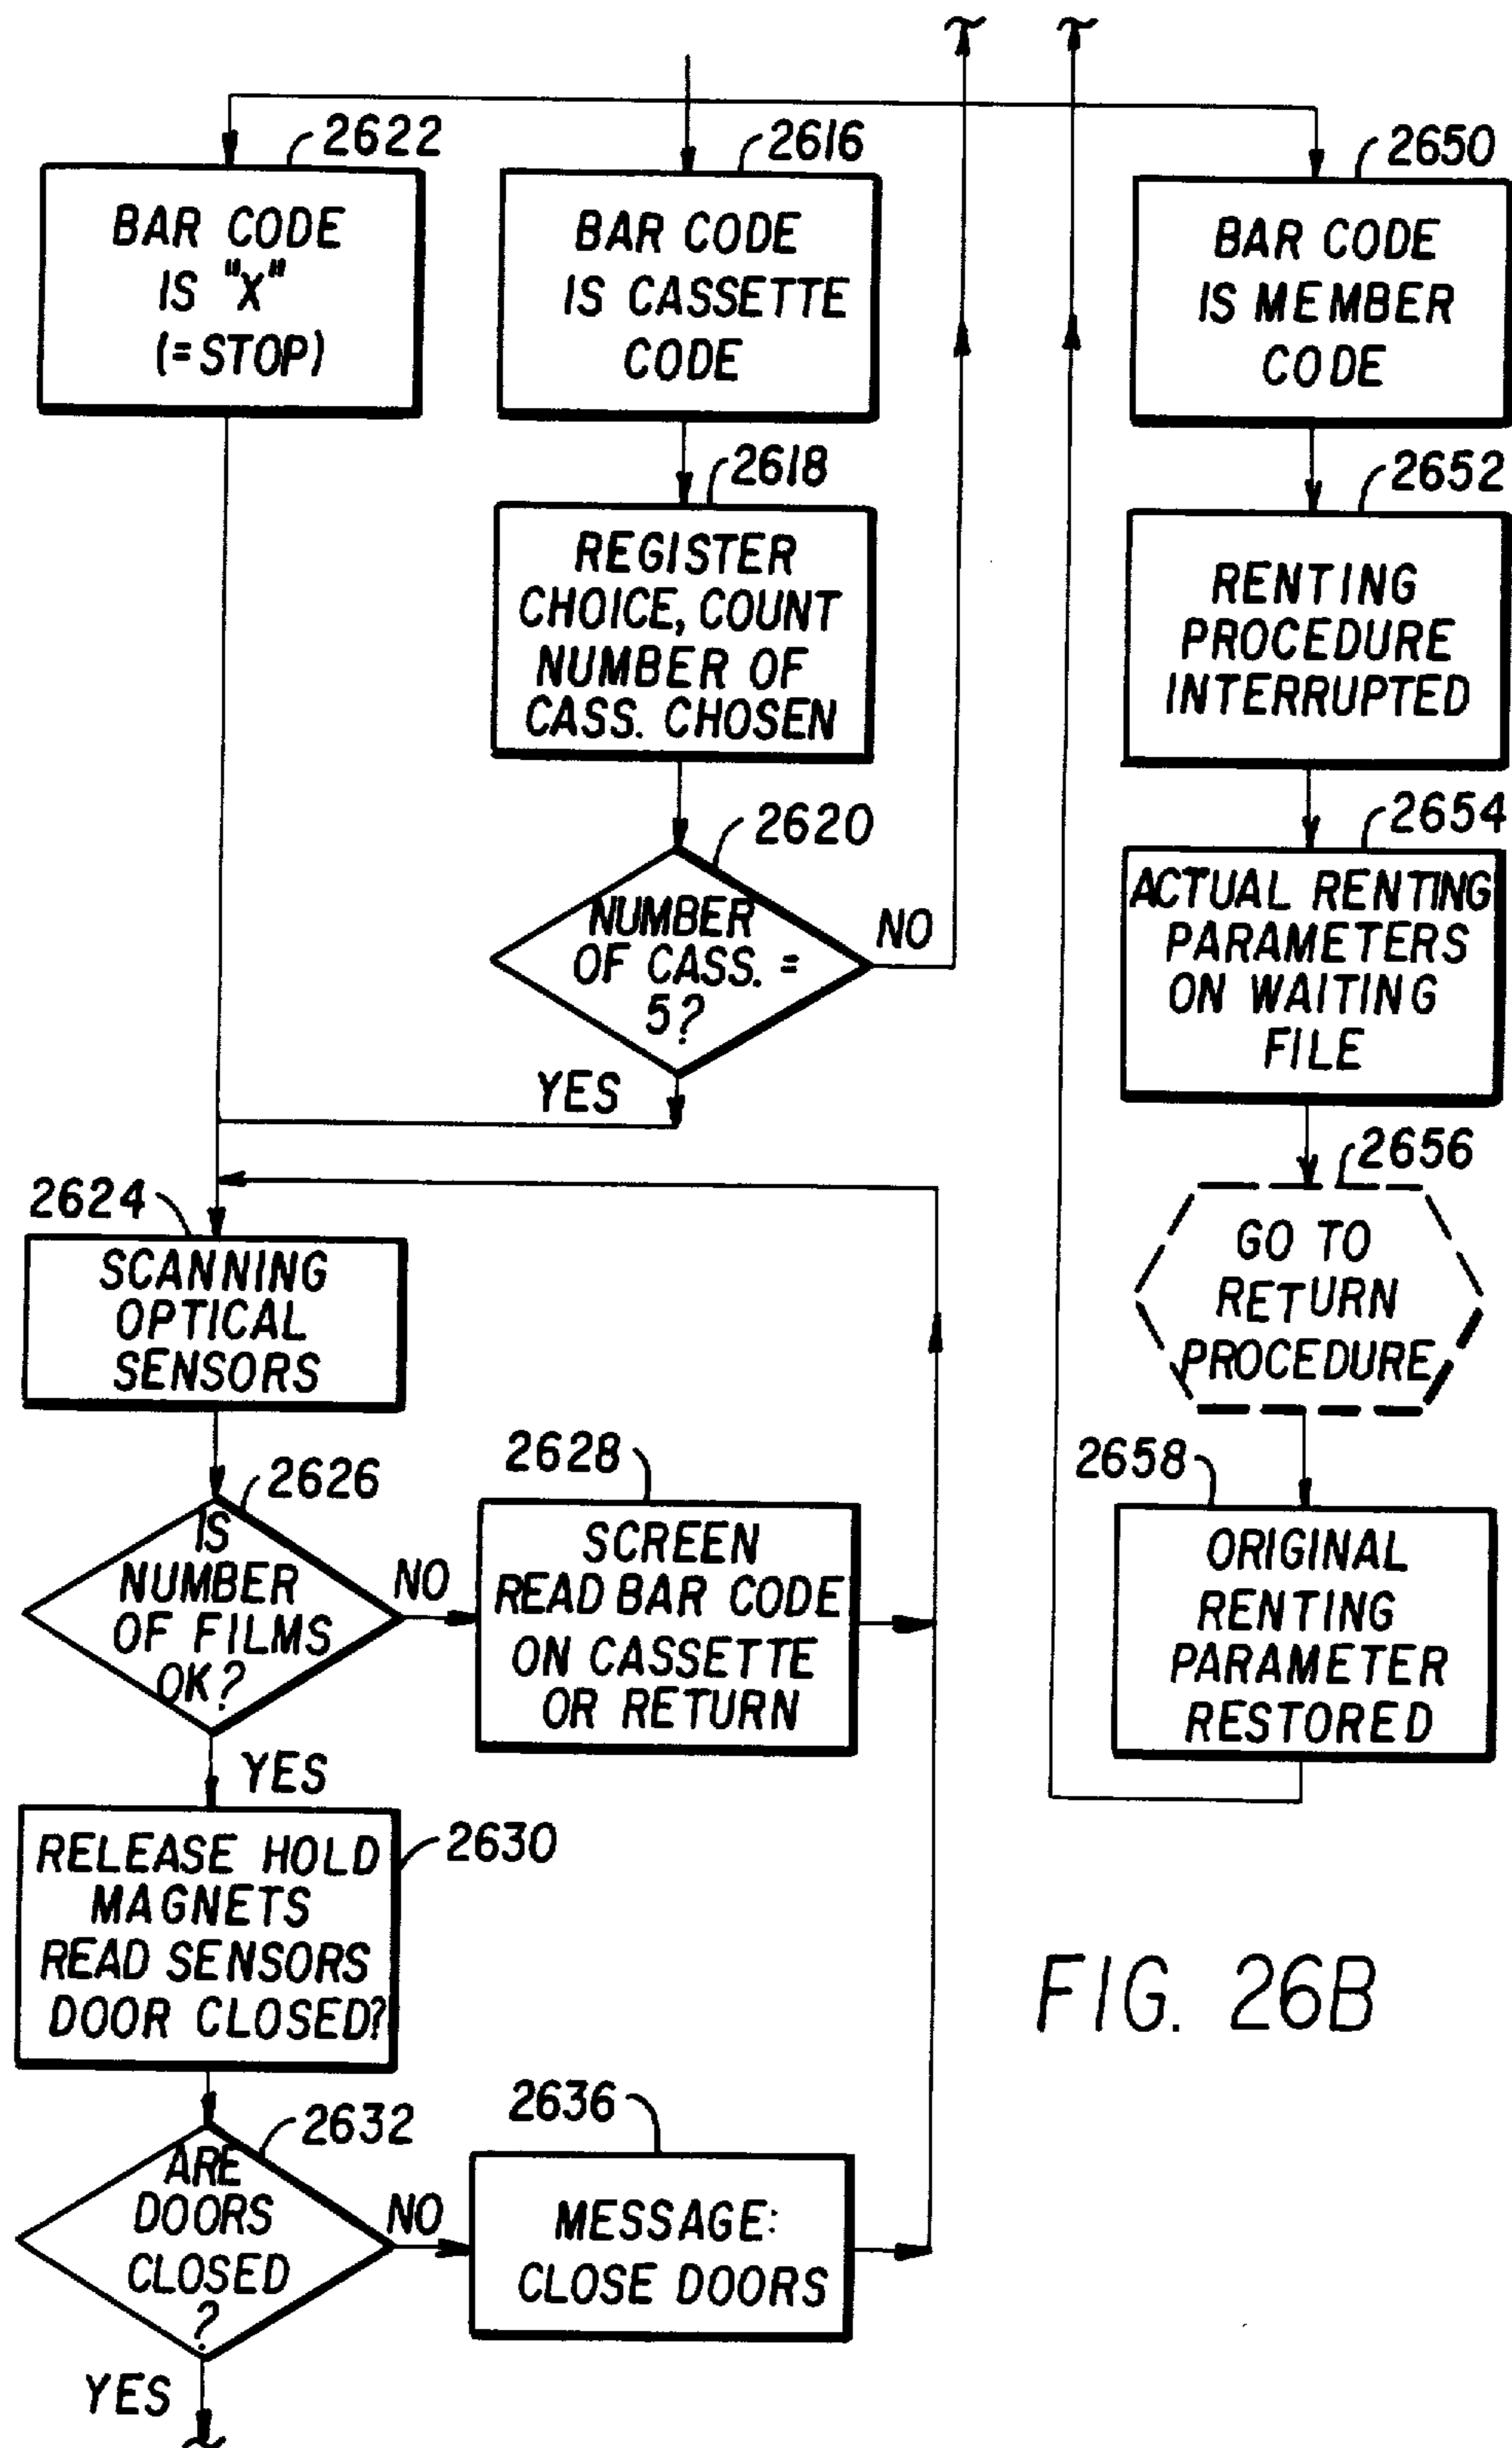 2622
BAR CODE
IS "X"
(=STOP)
2616
BAR CODE
IS CASSETTE
CODE
2618
REGISTER
CHOICE, COUNT
NUMBER OF
CASS. CHOSEN
2620
NUMBER
OF CASS. =
5?
NO
YES
2650
BAR CODE
IS MEMBER
CODE
2652
RENTING
PROCEDURE
INTERRUPTED
2654
ACTUAL RENTING
PARAMETERS
ON WAITING
FILE
2656
GO TO
RETURN
PROCEDURE
2658
ORIGINAL
RENTING
PARAMETER
RESTORED
2624
SCANNING
OPTICAL
SENSORS
2626
IS
NUMBER
OF FILMS
OK?
NO
2628
SCREEN
READ BAR CODE
ON CASSETTE
OR RETURN
YES
2630
RELEASE HOLD
MAGNETS
READ SENSORS
DOOR CLOSED?
2632
ARE
DOORS
CLOSED
?
NO
2636
MESSAGE:
CLOSE DOORS
YES
FIG. 26B